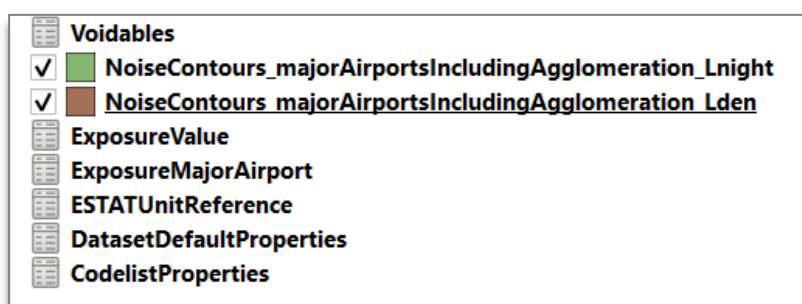 Voidables
NoiseContours_majorAirportsIncludingAgglomeration_Lnight
NoiseContours_majorAirportsIncludingAgglomeration_Lden
ExposureValue
ExposureMajorAirport
ESTATUnitReference
DatasetDefaultProperties
CodelistProperties